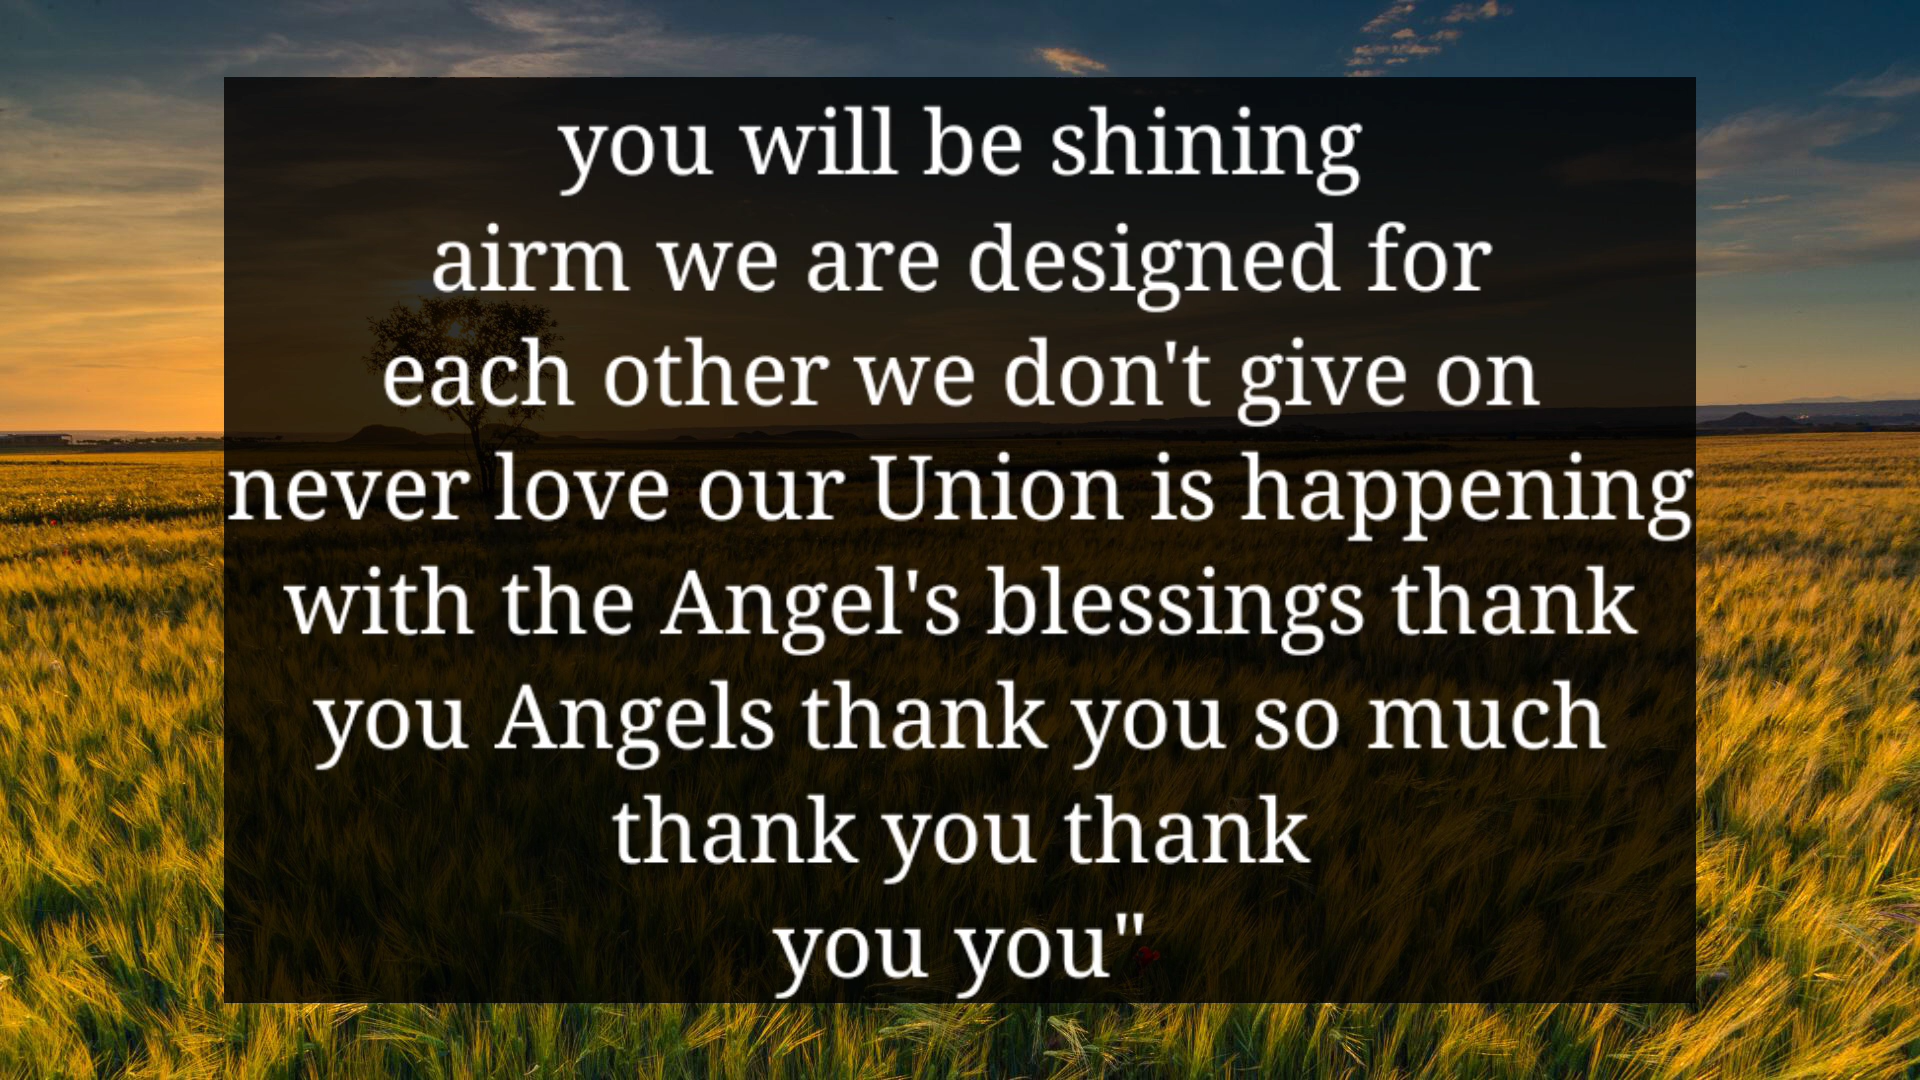 you will be shining
airm we are designed for
each other we don't give on
never love our Union is happening
with the Angel's blessings thank
you Angels thank you so much
thank you thank
you you"